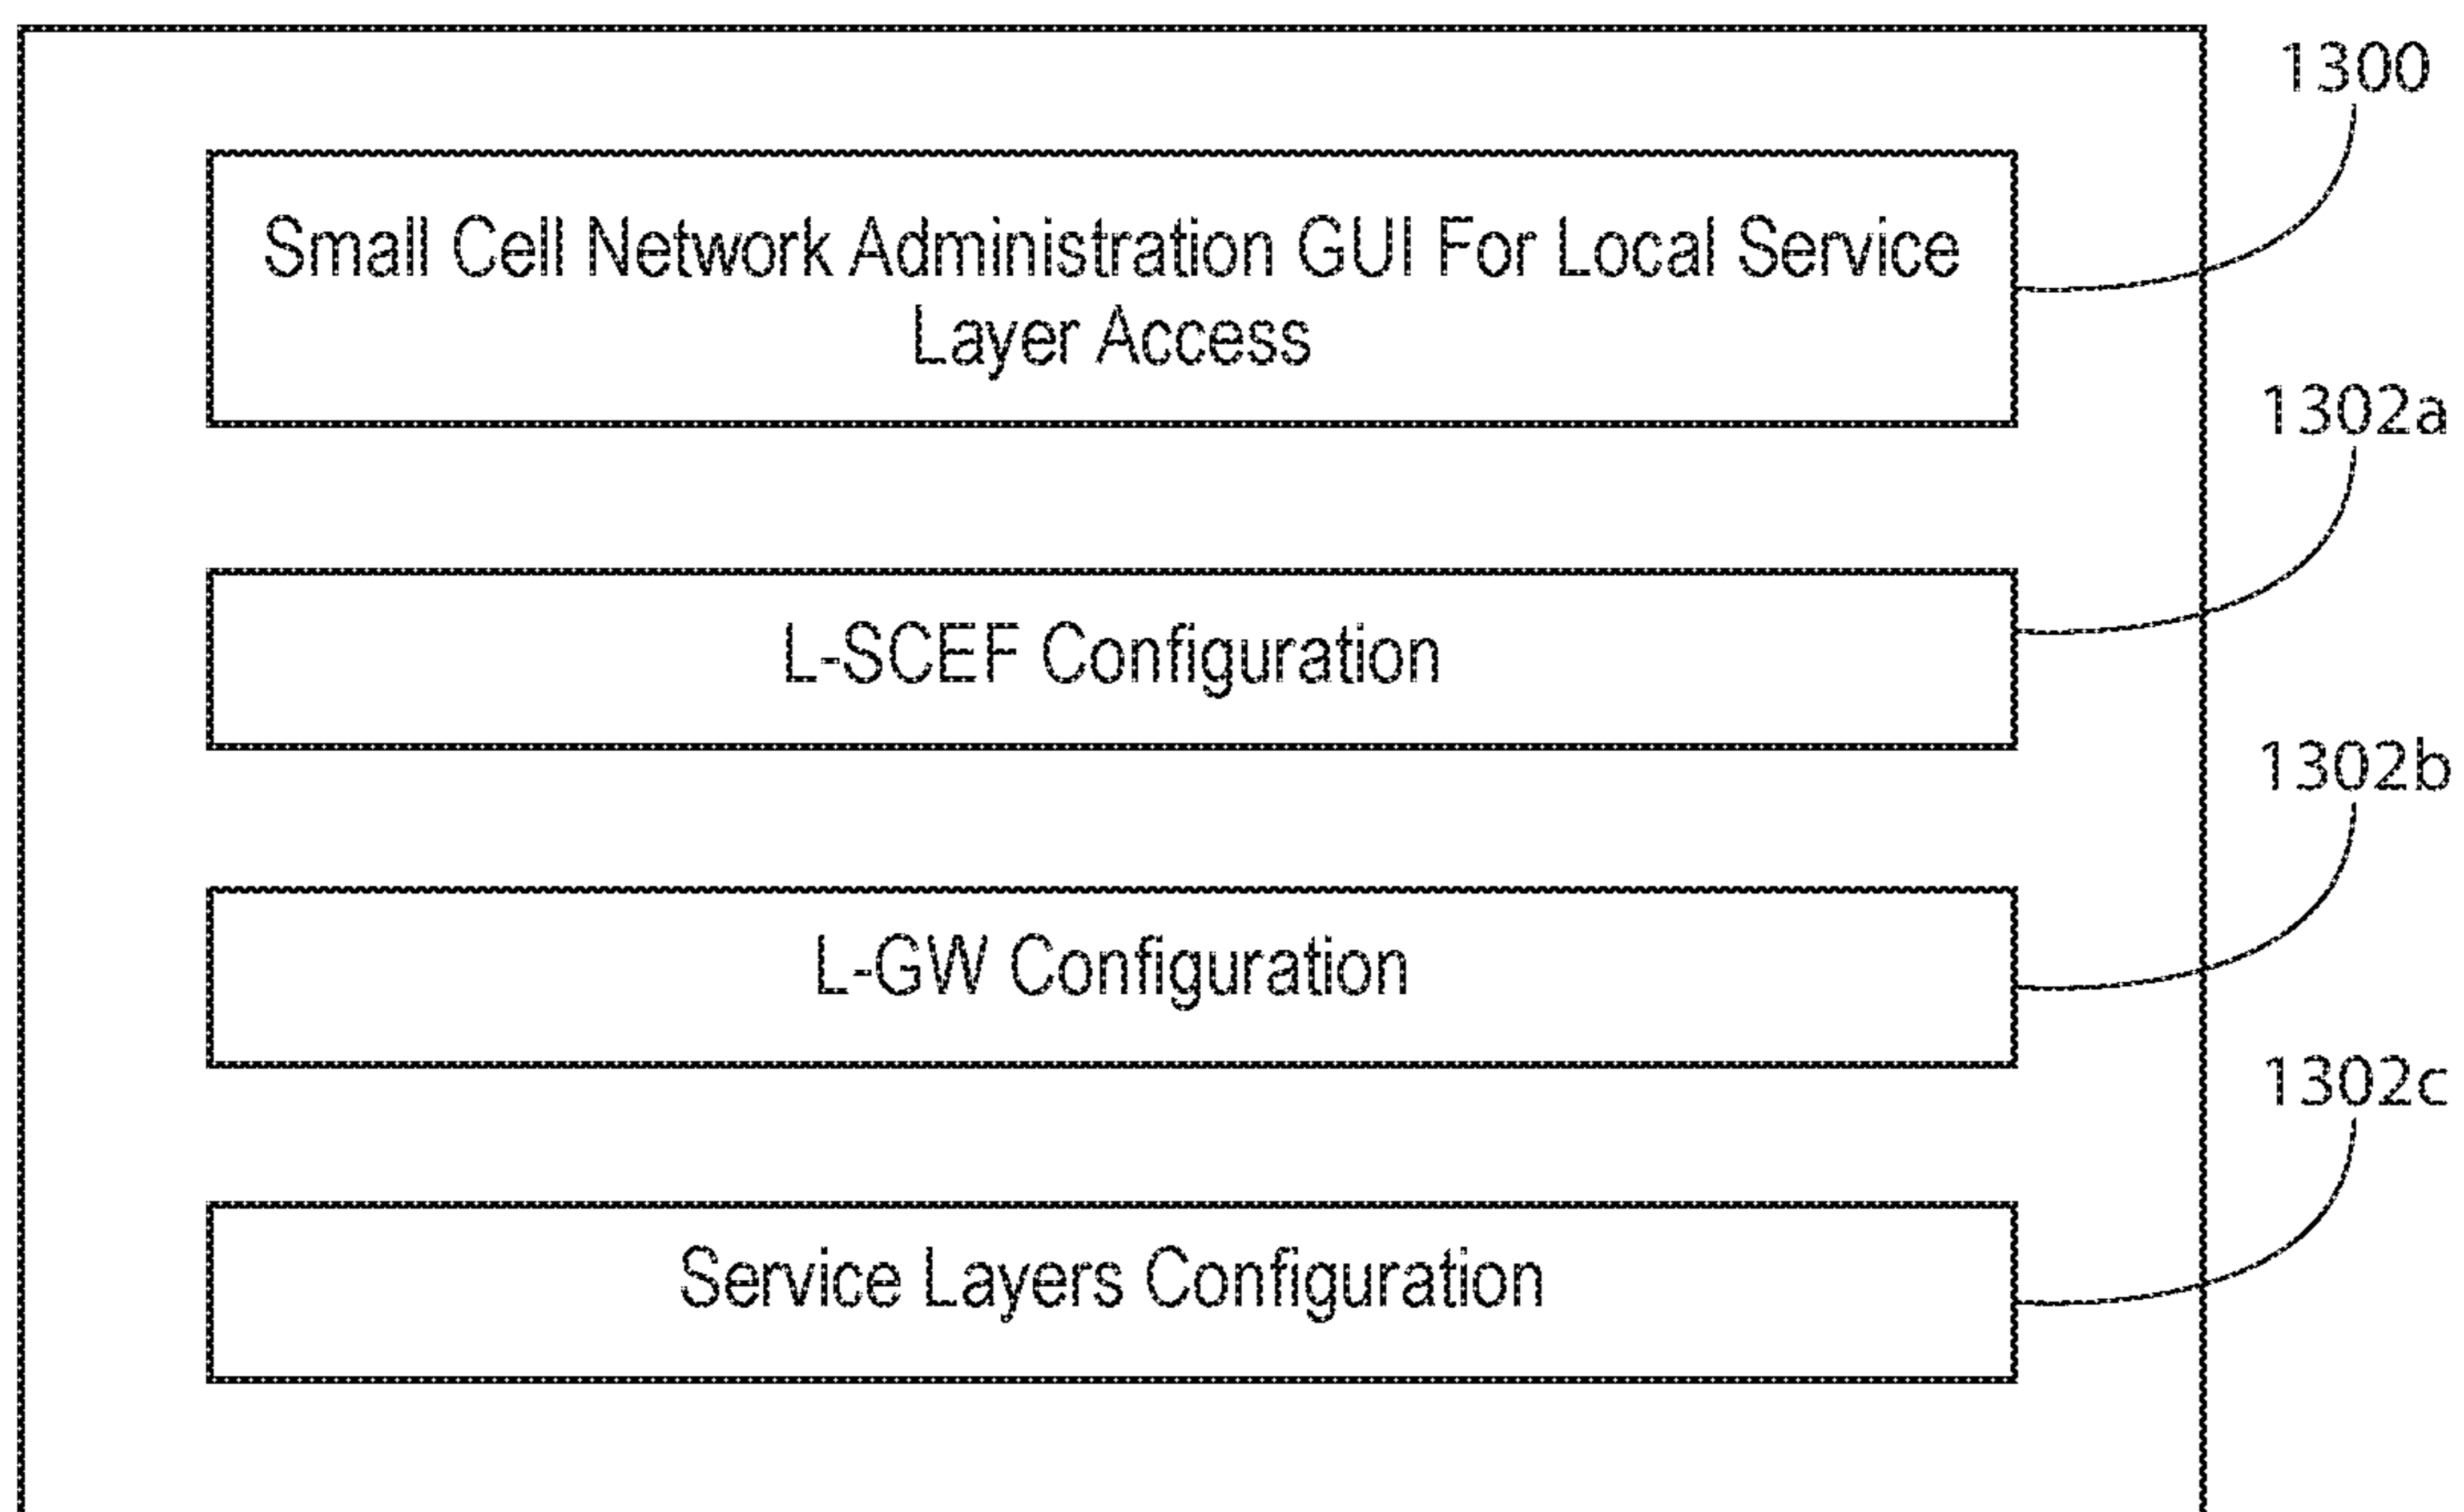 1300
Small Cell Network Administration GUI For Local Service
Layer Access
1302a
L-SCEF Configuration
1302b
L-GW Configuration
1302c
Service Layers Configuration